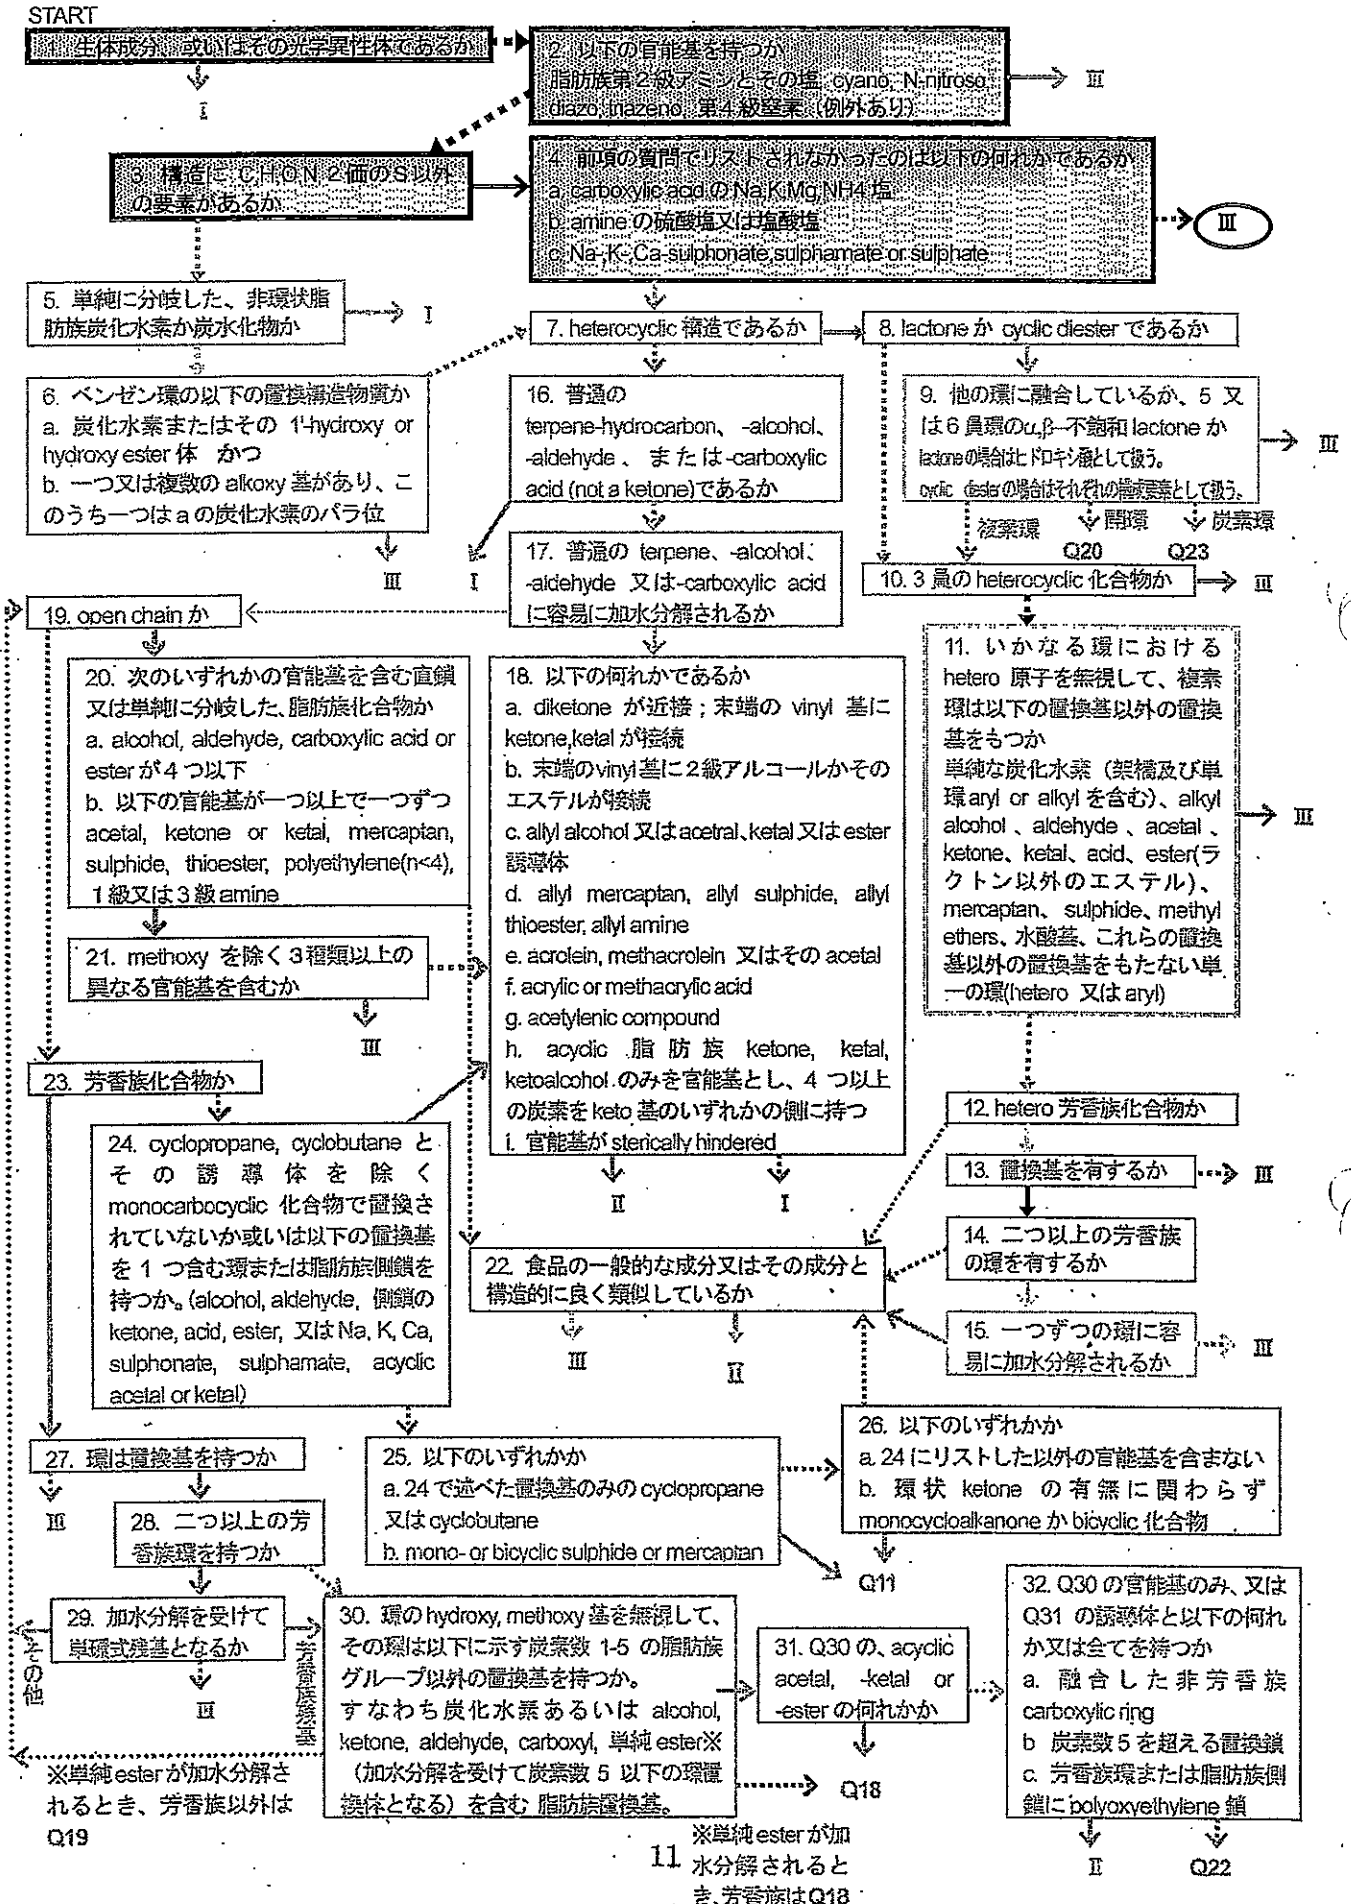 START
1. 生体成分、或いはその光学異性体であるか
I
2. 以下の官能基を持つか
脂肪族第2級アミンとその塩, cyano, N-nitroso,
diazo, triazeno, 第4級窒素（例外あり）
III
3. 構造に C,H,O,N, 2価のS以外
の要素があるか
4. 前項の質問でリストされなかったのは以下の何れかであるか
a. carboxylic acid のNa,K,Mg,NH4 塩
b. amine の硫酸塩又は塩酸塩
c. Na-,K-,Ca-sulphonate,sulphamate or sulphate
III
5. 単純に分岐した、非環状脂
肪族炭化水素か炭水化物か
I
6. ベンゼン環の以下の置換構造物質か
a. 炭化水素またはその 1'-hydroxy or
hydroxy ester 体 かつ
b. 一つ又は複数の alkoxy 基があり、こ
のうち一つは a の炭化水素のパラ位
III
7. heterocyclic 構造であるか
8. lactone か cyclic diester であるか
9. 他の環に融合しているか、5 又
は 6 員環のα,β-不飽和 lactone か
lactone の場合はヒドロキシ酸として扱う。
cyclic diester の場合はそれぞれの構成要素として扱う。
III
複素環
開環
炭素環
Q20
Q23
10. 3 員の heterocyclic 化合物か
III
16. 普通の
terpene-hydrocarbon、-alcohol、
-aldehyde 、または-carboxylic
acid (not a ketone)であるか
I
17. 普通の terpene、-alcohol、
-aldehyde 又は-carboxylic acid
に容易に加水分解されるか
19. open chain か
20. 次のいずれかの官能基を含む直鎖
又は単純に分岐した、脂肪族化合物か
a. alcohol, aldehyde, carboxylic acid or
ester が 4 つ以下
b. 以下の官能基が一つ以上で一つずつ
acetal, ketone or ketal, mercaptan,
sulphide, thioester, polyethylene(n<4),
1 級又は 3 級 amine
21. methoxy を除く 3 種類以上の
異なる官能基を含むか
III
18. 以下の何れかであるか
a. diketone が近接；末端の vinyl 基に
ketone,ketal が接続
b. 末端の vinyl 基に 2 級アルコールかその
エステルが接続
c. allyl alcohol 又は acetral、ketal 又は ester
誘導体
d. allyl mercaptan, allyl sulphide, allyl
thioester, allyl amine
e. acrolein, methacrolein 又はその acetal
f. acrylic or methacrylic acid
g. acetylenic compound
h. acyclic 脂肪族 ketone, ketal,
ketoalcohol のみを官能基とし、4 つ以上
の炭素を keto 基のいずれかの側に持つ
i. 官能基が sterically hindered
II
I
11. いかなる環における
hetero 原子を無視して、複素
環は以下の置換基以外の置換
基をもつか
単純な炭化水素（架橋及び単
環 aryl or alkyl を含む）、alkyl
alcohol 、aldehyde 、acetal 、
ketone、ketal、acid、ester(ラ
クトン以外のエステル)、
mercaptan、sulphide、methyl
ethers、水酸基、これらの置換
基以外の置換基をもたない単
一の環(hetero 又は aryl)
III
12. hetero 芳香族化合物か
13. 置換基を有するか
III
14. 二つ以上の芳香族
の環を有するか
15. 一つずつの環に容
易に加水分解されるか
III
22. 食品の一般的な成分又はその成分と
構造的に良く類似しているか
III
II
23. 芳香族化合物か
24. cyclopropane, cyclobutane と
その誘導体を除く
monocarbocyclic 化合物で置換さ
れていないか或いは以下の置換基
を 1 つ含む環または脂肪族側鎖を
持つか。(alcohol, aldehyde, 側鎖の
ketone, acid, ester, 又は Na, K, Ca,
sulphonate, sulphamate, acyclic
acetal or ketal)
25. 以下のいずれかか
a. 24 で述べた置換基のみの cyclopropane
又は cyclobutane
b. mono- or bicyclic sulphide or mercaptan
26. 以下のいずれかか
a. 24 にリストした以外の官能基を含まない
b. 環状 ketone の有無に関わらず
monocycloalkanone か bicyclic 化合物
Q11
27. 環は置換基を持つか
III
28. 二つ以上の芳
香族環を持つか
29. 加水分解を受けて
単環式残基となるか
その他
芳香族残基
III
※単純 ester が加水分解さ
れるとき、芳香族以外は
Q19
30. 環の hydroxy, methoxy 基を無視して、
その環は以下に示す炭素数 1-5 の脂肪族
グループ以外の置換基を持つか。
すなわち炭化水素あるいは alcohol,
ketone, aldehyde, carboxyl, 単純 ester※
（加水分解を受けて炭素数 5 以下の環置
換体となる）を含む 脂肪族置換基。
31. Q30 の、acyclic
acetal, -ketal or
-ester の何れかか
Q18
32. Q30 の官能基のみ、又は
Q31 の誘導体と以下の何れ
か又は全てを持つか
a. 融合した非芳香族
carboxylic ring
b 炭素数 5 を超える置換鎖
c. 芳香族環または脂肪族側
鎖に polyoxyethylene 鎖
II
Q22
※単純 ester が加
水分解されると
き、芳香族は Q18
11